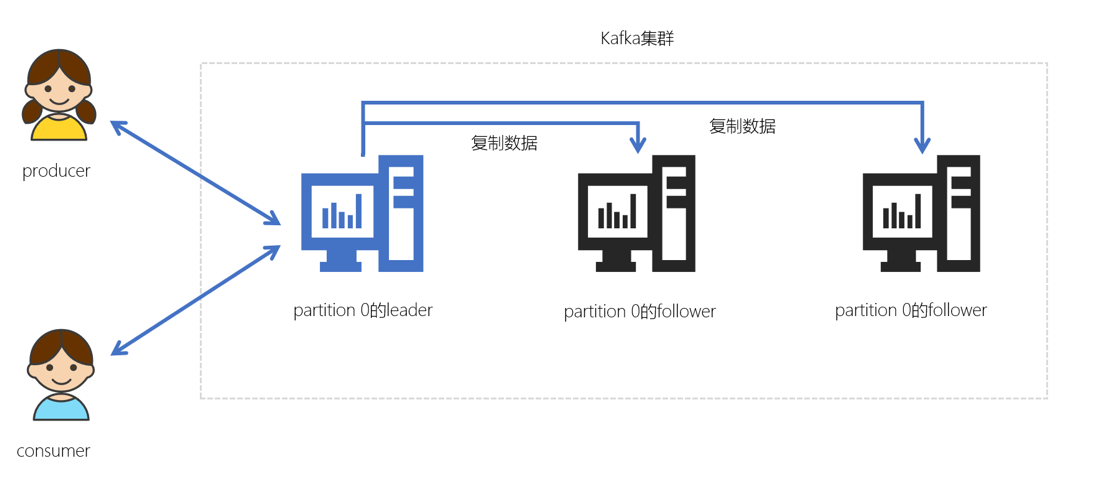 Kafka集群
复制数据
复制数据
producer
partition 0的leader
partition 0的follower
partition 0的follower
consumer